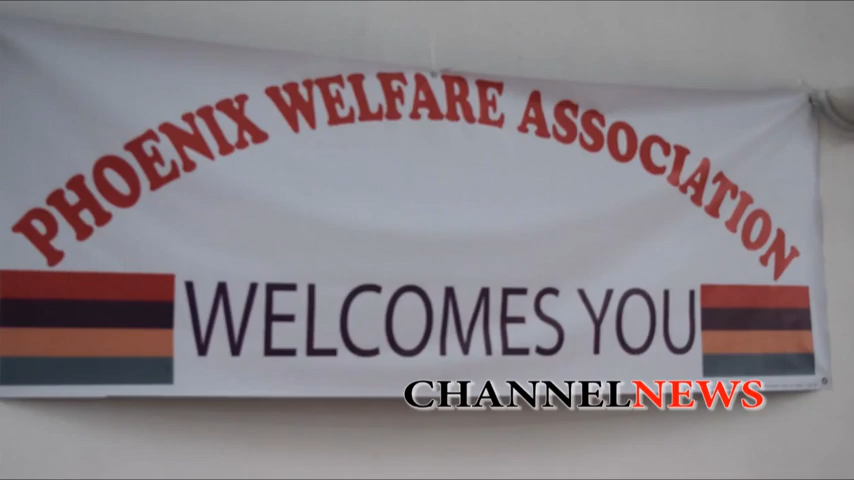 PHOENIX WELFARE ASSOCIATION
WELCOMES YOU
CHANNELNEWS